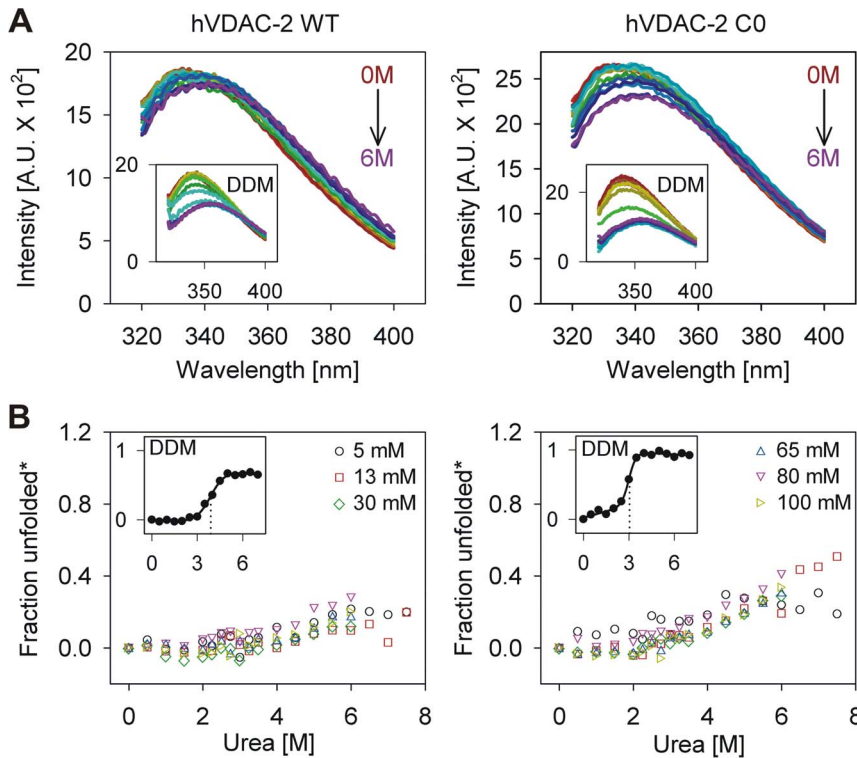 A
hVDAC-2 WT
hVDAC-2 C0
Intensity [A.U. X 10²]
20
15
10
5
0
0M
6M
20
0
DDM
350
400
320
340
360
380
400
Wavelength [nm]
Intensity [A.U. X 10²]
25
20
15
10
5
0
0M
6M
20
0
DDM
350
400
320
340
360
380
400
Wavelength [nm]
B
Fraction unfolded*
1.2
0.8
0.4
0.0
1
0
DDM
0
3
6
5 mM
13 mM
30 mM
0
2
4
6
8
Urea [M]
Fraction unfolded*
1.2
0.8
0.4
0.0
1
0
DDM
0
3
6
65 mM
80 mM
100 mM
0
2
4
6
8
Urea [M]